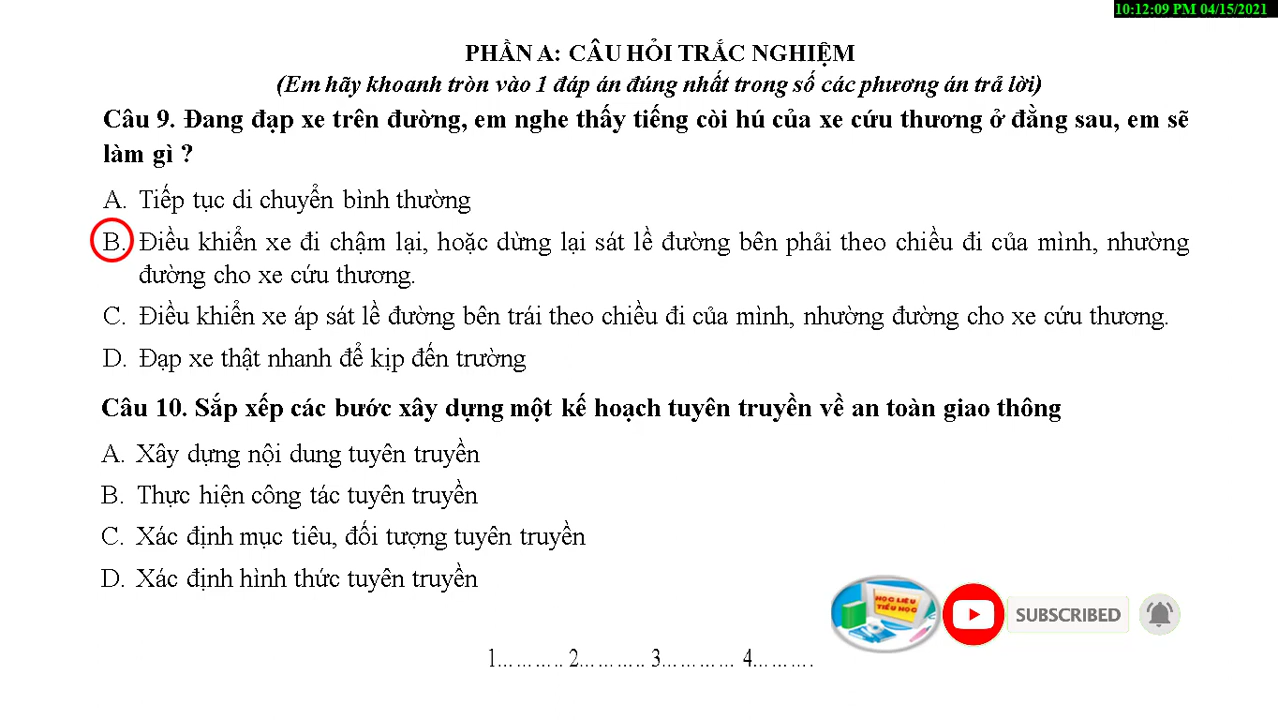 10:12:09 PM 04/15/2021
PHẦN A: CÂU HỎI TRẮC NGHIỆM
(Em hãy khoanh tròn vào 1 đáp án đúng nhất trong số các phương án trả lời)
Câu 9. Đang đạp xe trên đường, em nghe thấy tiếng còi hú của xe cứu thương ở đằng sau, em sẽ
làm gì ?
A. Tiếp tục di chuyển bình thường
B. Điều khiển xe đi chậm lại, hoặc dừng lại sát lề đường bên phải theo chiều đi của mình, nhường
đường cho xe cứu thương.
C. Điều khiển xe áp sát lề đường bên trái theo chiều đi của mình, nhường đường cho xe cứu thương.
D. Đạp xe thật nhanh để kịp đến trường
Câu 10. Sắp xếp các bước xây dựng một kế hoạch tuyên truyền về an toàn giao thông
A. Xây dựng nội dung tuyên truyền
B. Thực hiện công tác tuyên truyền
C. Xác định mục tiêu, đối tượng tuyên truyền
D. Xác định hình thức tuyên truyền
HỌC LIỆU
TIỂU HỌC
SUBSCRIBED
1……….. 2……….. 3………… 4……….